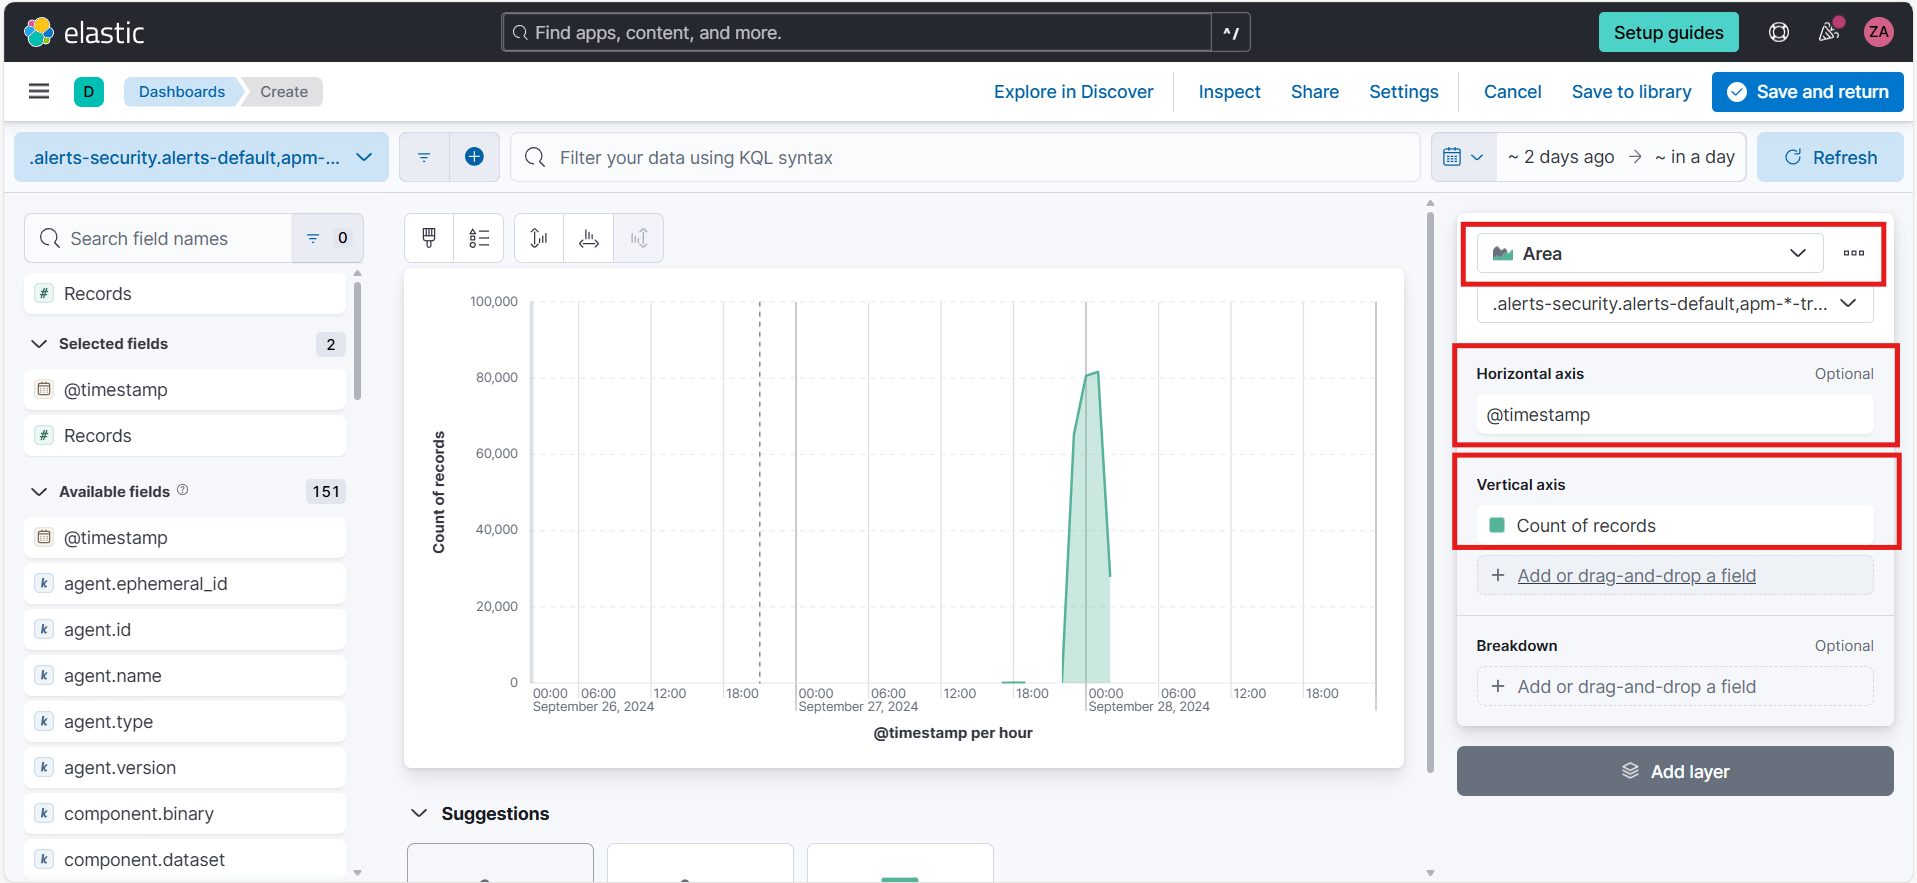 elastic
Find apps, content, and more.
^/
Setup guides
ZA
D
Dashboards
Create
Explore in Discover
Inspect
Share
Settings
Cancel
Save to library
Save and return
.alerts-security.alerts-default,apm-...
Filter your data using KQL syntax
~ 2 days ago → ~ in a day
Refresh
Search field names
0
# Records
Selected fields
2
@timestamp
# Records
Available fields
151
@timestamp
k agent.ephemeral_id
k agent.id
k agent.name
k agent.type
k agent.version
k component.binary
k component.dataset
100,000
80,000
60,000
40,000
20,000
0
Count of records
00:00 06:00 12:00 18:00 00:00 06:00 12:00 18:00 00:00 06:00 12:00 18:00
September 26, 2024 September 27, 2024 September 28, 2024
@timestamp per hour
Suggestions
Area
.alerts-security.alerts-default,apm-*-tr...
Horizontal axis
Optional
@timestamp
Vertical axis
Count of records
+ Add or drag-and-drop a field
Breakdown
Optional
+ Add or drag-and-drop a field
Add layer